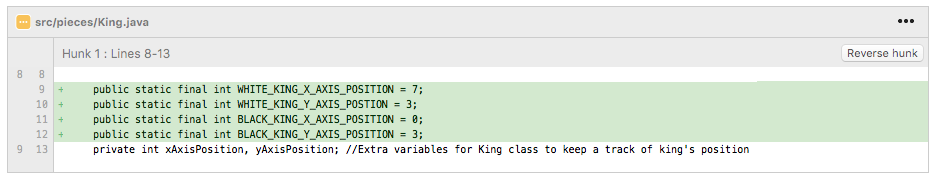 src/pieces/King.java
Hunk 1 : Lines 8-13
Reverse hunk
8 8
9 + public static final int WHITE_KING_X_AXIS_POSITION = 7;
10 + public static final int WHITE_KING_Y_AXIS_POSTION = 3;
11 + public static final int BLACK_KING_X_AXIS_POSTION = 0;
12 + public static final int BLACK_KING_Y_AXIS_POSITION = 3;
9 13 private int xAxisPosition, yAxisPosition; //Extra variables for King class to keep a track of king's position